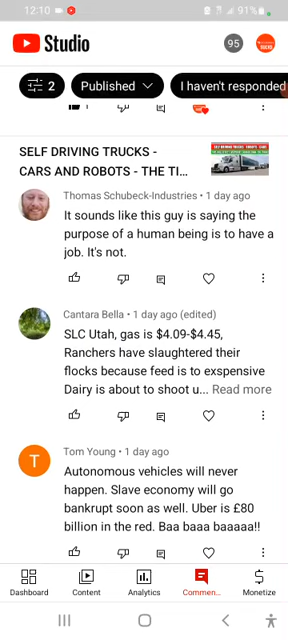 12:10
91%
Studio
95
2
Published
I haven't responded
1
SELF DRIVING TRUCKS -
CARS AND ROBOTS - THE TI...
Thomas Schubeck-Industries • 1 day ago
It sounds like this guy is saying the
purpose of a human being is to have a
job. It's not.
Cantara Bella • 1 day ago (edited)
SLC Utah, gas is $4.09-$4.45,
Ranchers have slaughtered their
flocks because feed is to exspensive
Dairy is about to shoot u... Read more
T
Tom Young • 1 day ago
Autonomous vehicles will never
happen. Slave economy will go
bankrupt soon as well. Uber is £80
billion in the red. Baa baaa baaaaa!!
Dashboard
Content
Analytics
Commen...
Monetize